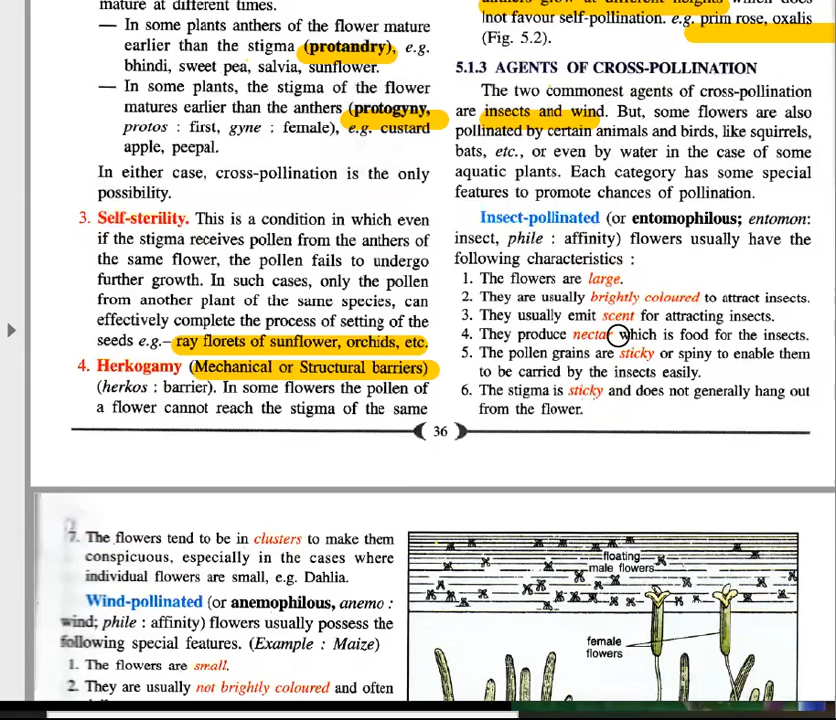 mature at different times.
— In some plants anthers of the flower mature
earlier than the stigma (protandry), e.g.
bhindi, sweet pea, salvia, sunflower.
— In some plants, the stigma of the flower
matures earlier than the anthers (protogyny,
protos : first, gyne : female), e.g. custard
apple, peepal.
In either case, cross-pollination is the only
possibility.
3. Self-sterility. This is a condition in which even
if the stigma receives pollen from the anthers of
the same flower, the pollen fails to undergo
further growth. In such cases, only the pollen
from another plant of the same species, can
effectively complete the process of setting of the
seeds e.g.– ray florets of sunflower, orchids, etc.
4. Herkogamy (Mechanical or Structural barriers)
(herkos : barrier). In some flowers the pollen of
a flower cannot reach the stigma of the same
anthers grow at different heights which does
not favour self-pollination. e.g. prim rose, oxalis
(Fig. 5.2).
5.1.3 AGENTS OF CROSS-POLLINATION
The two commonest agents of cross-pollination
are insects and wind. But, some flowers are also
pollinated by certain animals and birds, like squirrels,
bats, etc., or even by water in the case of some
aquatic plants. Each category has some special
features to promote chances of pollination.
Insect-pollinated (or entomophilous; entomon:
insect, phile : affinity) flowers usually have the
following characteristics :
1. The flowers are large.
2. They are usually brightly coloured to attract insects.
3. They usually emit scent for attracting insects.
4. They produce nectar which is food for the insects.
5. The pollen grains are sticky or spiny to enable them
to be carried by the insects easily.
6. The stigma is sticky and does not generally hang out
from the flower.
36
7. The flowers tend to be in clusters to make them
conspicuous, especially in the cases where
individual flowers are small, e.g. Dahlia.
Wind-pollinated (or anemophilous, anemo :
wind; phile : affinity) flowers usually possess the
following special features. (Example : Maize)
1. The flowers are small.
2. They are usually not brightly coloured and often
floating
male flowers
female
flowers